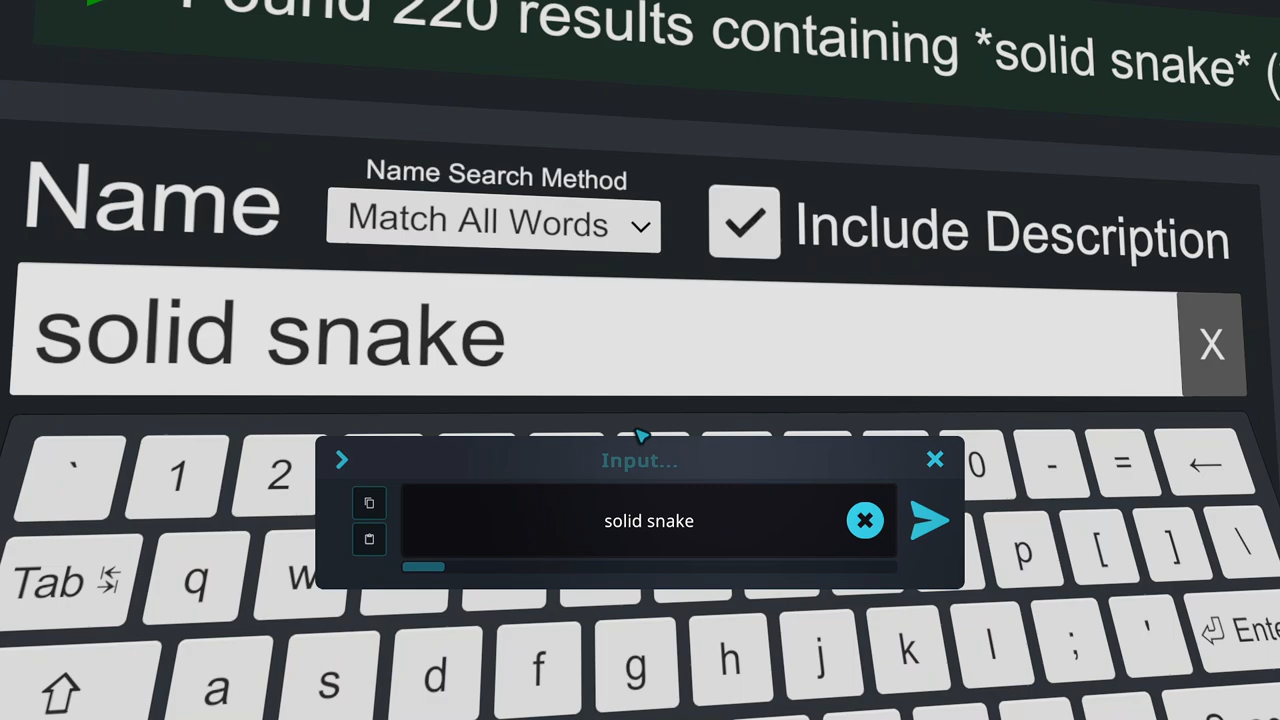 Found 220 results containing *solid snake* (
Name
Name Search Method
Match All Words
Include Description
solid snake
X
` 1 2 0 - = ←
Input...
solid snake
Tab q w p [ ] \
a s d f g h j k l ; ' Ente